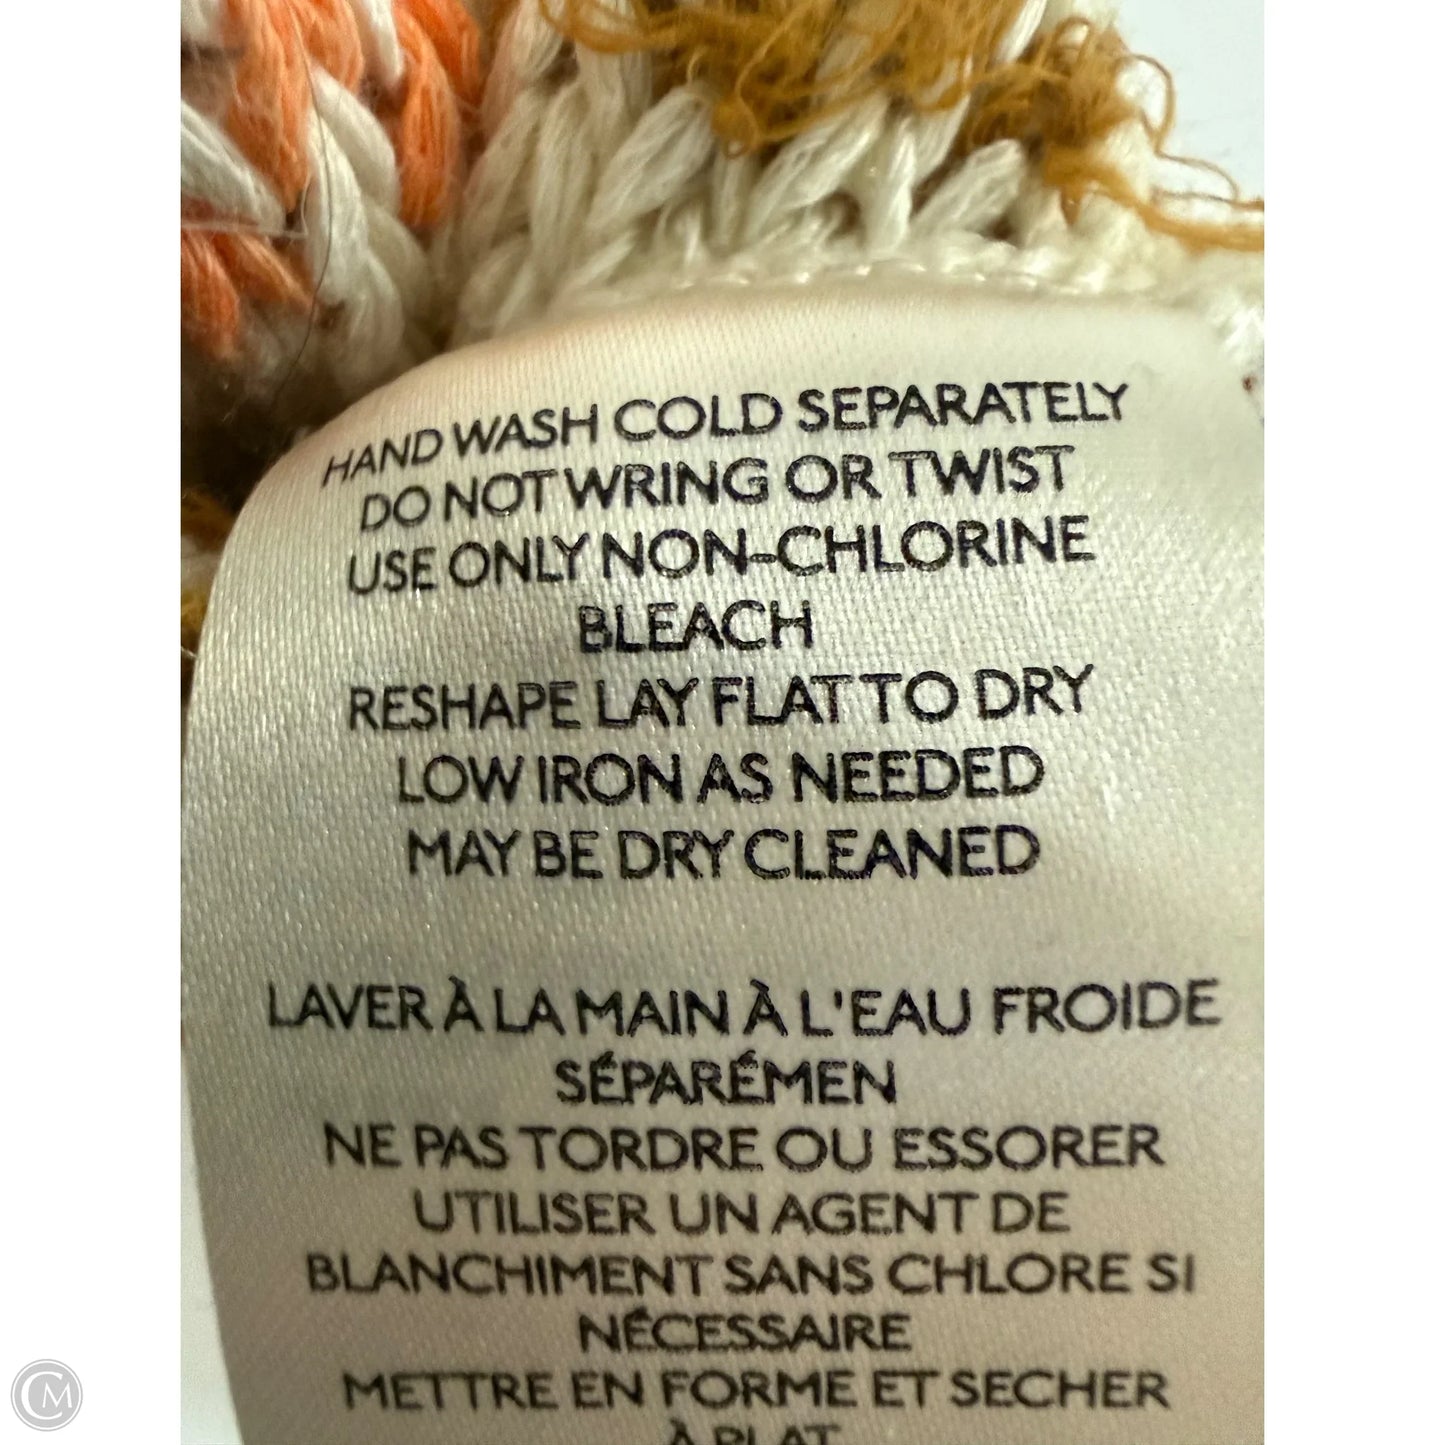 HAND WASH COLD SEPARATELY
DO NOT WRING OR TWIST
USE ONLY NON-CHLORINE
BLEACH
RESHAPE LAY FLAT TO DRY
LOW IRON AS NEEDED
MAY BE DRY CLEANED
LAVER À LA MAIN À L'EAU FROIDE
SÉPARÉMEN
NE PAS TORDRE OU ESSORER
UTILISER UN AGENT DE
BLANCHIMENT SANS CHLORE SI
NÉCESSAIRE
METTRE EN FORME ET SECHER
À PLAT
CM